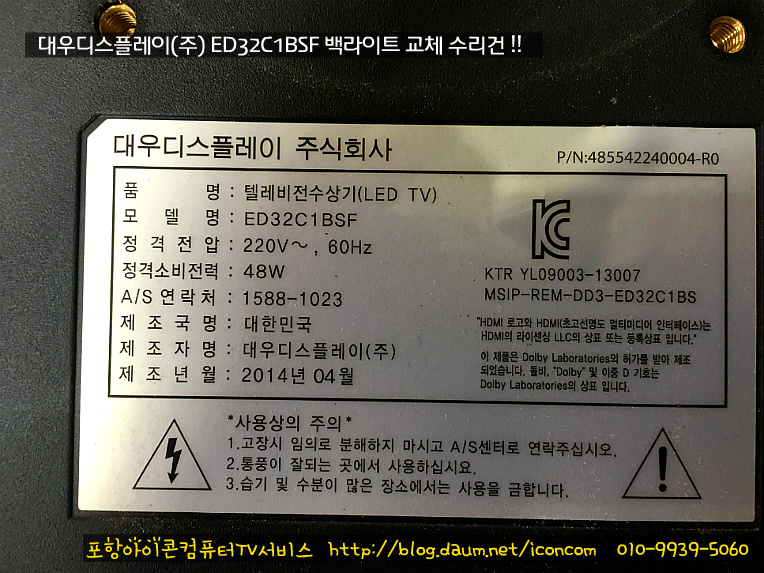 대우디스플레이(주) ED32C1BSF 백라이트 교체 수리건 !!
대우디스플레이 주식회사
P/N:485542240004-R0
품 명 : 텔레비전수상기(LED TV)
모 델 명 : ED32C1BSF
정 격 전 압 : 220V～, 60Hz
정격소비전력 : 48W
A/S 연 락 처 : 1588-1023
제 조 국 명 : 대한민국
제 조 자 명 : 대우디스플레이(주)
제 조 년 월 : 2014년 04월
KTR YL09003-13007
MSIP-REM-DD3-ED32C1BS
"HDMI 로고와 HDMI(초고선명도 멀티미디어 인터페이스)는
HDMI의 라이센싱 LLC의 상표 또는 등록상표 입니다."
이 제품은 Dolby Laboratories의 허가를 받아 제조
되었습니다. 돌비, "Dolby" 및 이중 D 기호는
Dolby Laboratories의 상표 입니다.
*사용상의 주의*
1.고장시 임의로 분해하지 마시고 A/S센터로 연락주십시요.
2.통풍이 잘되는 곳에서 사용하십시요.
3.습기 및 수분이 많은 장소에서는 사용을 금합니다.
포항아이콘컴퓨터TV서비스 http://blog.daum.net/iconcom 010-9939-5060